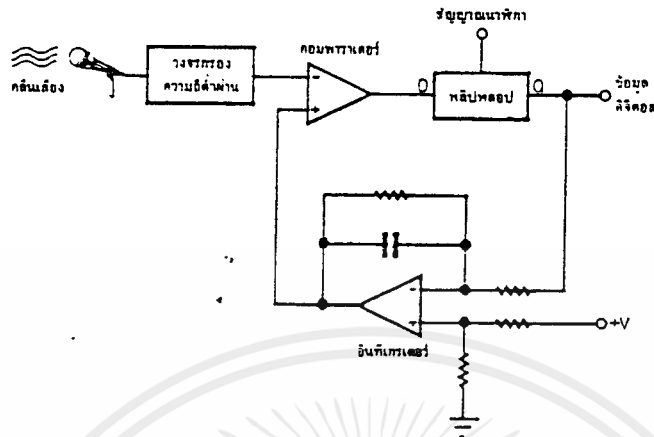 สัญญาณนาฬิกา
คอมพาราเตอร์
วงจรกรอง
ความถี่ต่ำผ่าน
คลื่นเสียง
-
+
D
ฟลิปฟลอป
Q
ข้อมูล
ดิจิตอล
-
+
+V
อินทิเกรเตอร์